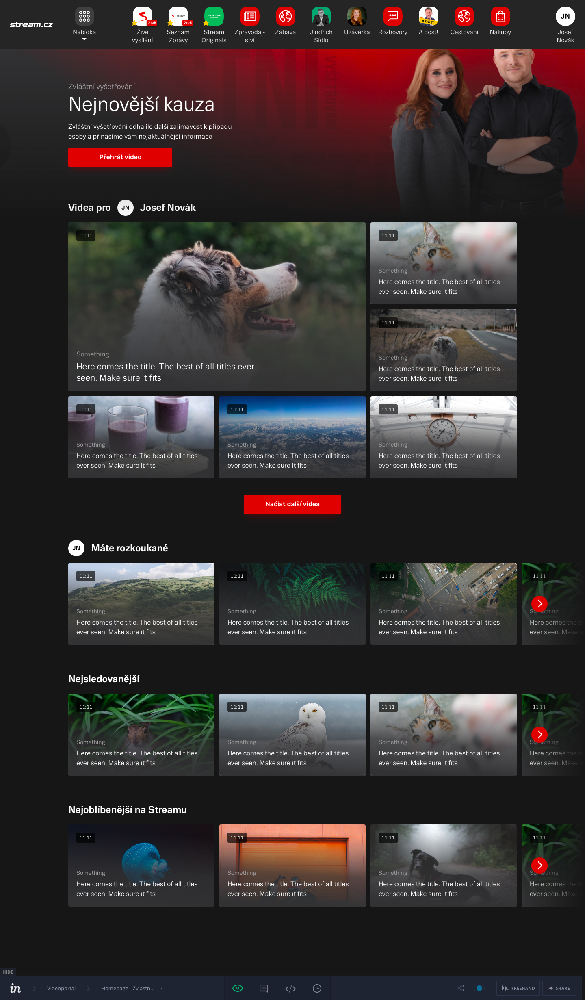 stream.cz
Nabídka
Živě
Živé
vysílání
ZPRÁVY
Živě
Seznam
Zprávy
stream.cz
Stream
Originals
Zpravodaj-
ství
Zábava
Jindřich
Šídlo
Uzávěrka
Rozhovory
A DOST!
A dost!
Cestování
Nákupy
JN
Josef
Novák
VYŠETŘOVÁNÍ
Zvláštní vyšetřování
Nejnovější kauza
Zvláštní vyšetřování odhalilo další zajímavost k případu
osoby a přinášíme vám nejaktuálnější informace
Přehrát video
Videa pro JN Josef Novák
11:11
Something
Here comes the title. The best of all titles ever
seen. Make sure it fits
11:11
Something
Here comes the title. The best of all titles
ever seen. Make sure it fits
11:11
Something
Here comes the title. The best of all titles
ever seen. Make sure it fits
11:11
Something
Here comes the title. The best of all titles
ever seen. Make sure it fits
11:11
Something
Here comes the title. The best of all titles
ever seen. Make sure it fits
11:11
Something
Here comes the title. The best of all titles
ever seen. Make sure it fits
Načíst další videa
JN Máte rozkoukané
11:11
Something
Here comes the title. The best of all titles
ever seen. Make sure it fits
11:11
Something
Here comes the title. The best of all titles
ever seen. Make sure it fits
11:11
Something
Here comes the title. The best of all titles
ever seen. Make sure it fits
11:11
Something
Here comes the
ever seen. Make
Nejsledovanější
11:11
Something
Here comes the title. The best of all titles
ever seen. Make sure it fits
11:11
Something
Here comes the title. The best of all titles
ever seen. Make sure it fits
11:11
Something
Here comes the title. The best of all titles
ever seen. Make sure it fits
11:11
Something
Here comes the
ever seen. Make
Nejoblíbenější na Streamu
11:11
Something
Here comes the title. The best of all titles
ever seen. Make sure it fits
11:11
Something
Here comes the title. The best of all titles
ever seen. Make sure it fits
11:11
Something
Here comes the title. The best of all titles
ever seen. Make sure it fits
11:11
Something
Here comes the
ever seen. Make
HIDE
in
Videoportal
Homepage - Zvlastn...
FREEHAND
SHARE